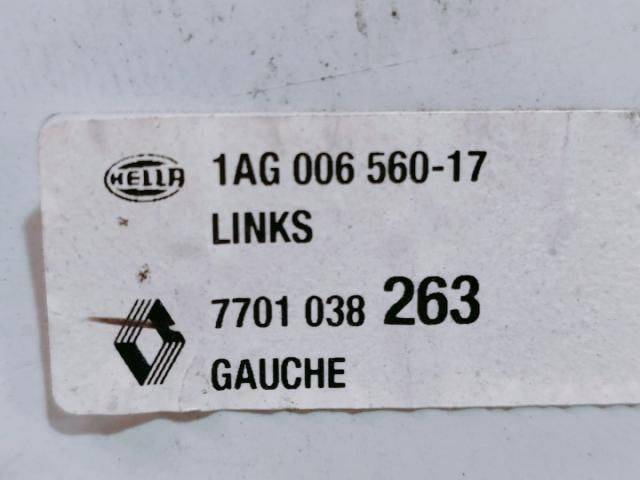 HELLA 1AG 006 560-17
LINKS
7701 038 263
GAUCHE